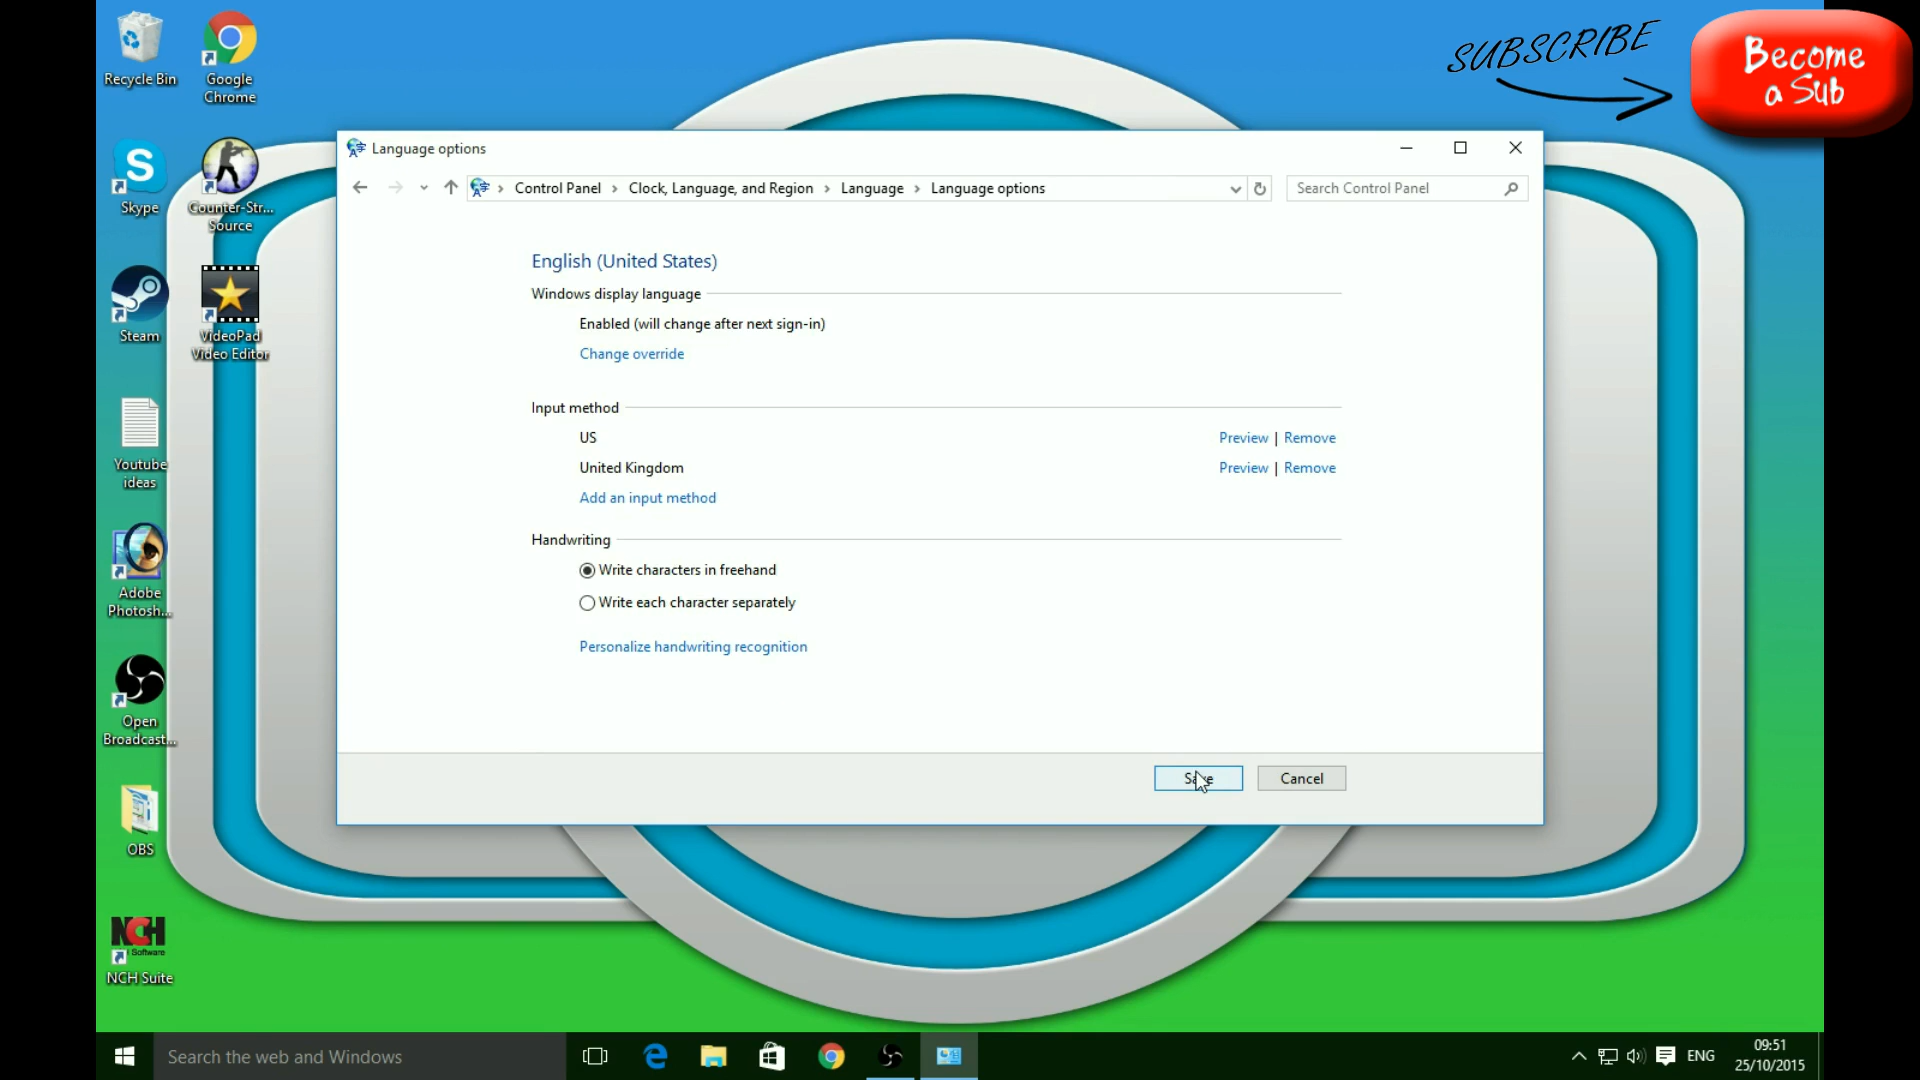 SUBSCRIBE
Become
a Sub
Recycle Bin
Google
Chrome
Skype
Counter-Str...
Source
Steam
VideoPad
Video Editor
Youtube
ideas
Adobe
Photosh...
Open
Broadcast...
OBS
NCH
Software
NCH Suite
Language options
Control Panel > Clock, Language, and Region > Language > Language options
Search Control Panel
English (United States)
Windows display language
Enabled (will change after next sign-in)
Change override
Input method
US Preview | Remove
United Kingdom Preview | Remove
Add an input method
Handwriting
Write characters in freehand
Write each character separately
Personalize handwriting recognition
Save Cancel
Search the web and Windows
ENG
09:51
25/10/2015